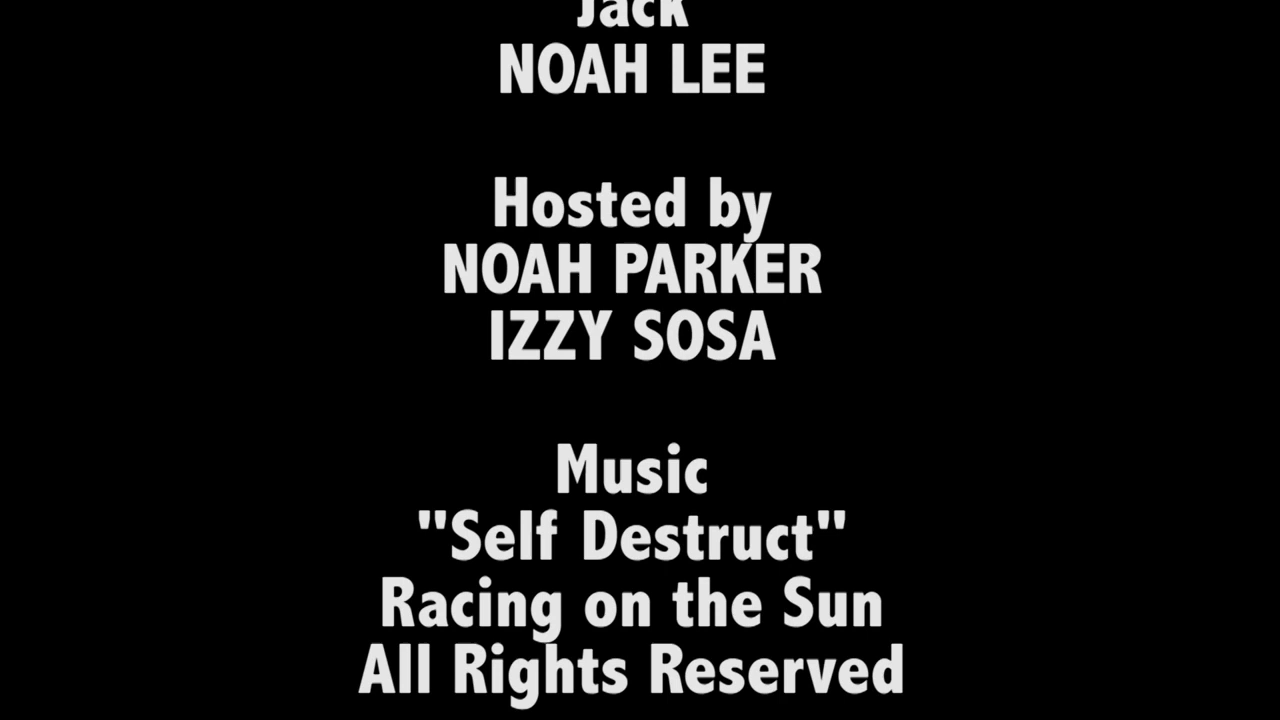 Jack
NOAH LEE
Hosted by
NOAH PARKER
IZZY SOSA
Music
"Self Destruct"
Racing on the Sun
All Rights Reserved